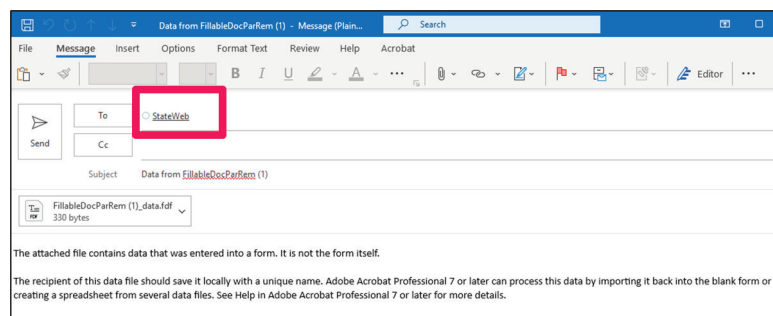 Data from FillableDocParRem (1) - Message (Plain... Search
File Message Insert Options Format Text Review Help Acrobat
B I U A ... Editor ...
To StateWeb
Send Cc
Subject Data from FillableDocParRem (1)
FillableDocParRem (1)_data.fdf
330 bytes
The attached file contains data that was entered into a form. It is not the form itself.
The recipient of this data file should save it locally with a unique name. Adobe Acrobat Professional 7 or later can process this data by importing it back into the blank form or
creating a spreadsheet from several data files. See Help in Adobe Acrobat Professional 7 or later for more details.